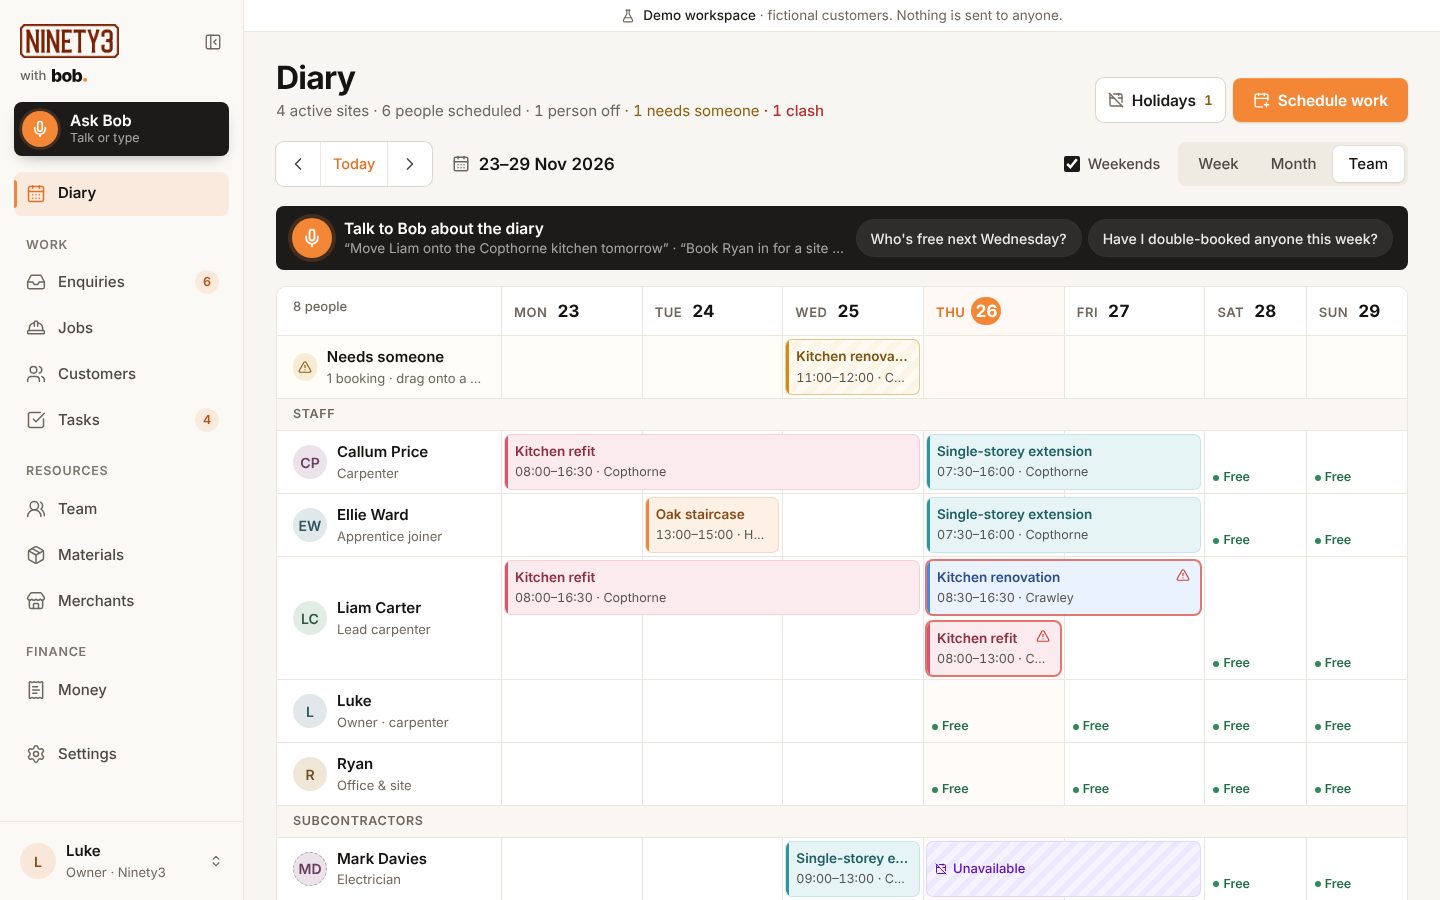 NINETY3
with bob.
Ask Bob
Talk or type
Diary
WORK
Enquiries 6
Jobs
Customers
Tasks 4
RESOURCES
Team
Materials
Merchants
FINANCE
Money
Settings
L
Luke
Owner · Ninety3
Demo workspace · fictional customers. Nothing is sent to anyone.
Diary
4 active sites · 6 people scheduled · 1 person off · 1 needs someone · 1 clash
Holidays 1
Schedule work
Today
23–29 Nov 2026
Weekends
Week Month Team
Talk to Bob about the diary
“Move Liam onto the Copthorne kitchen tomorrow” · “Book Ryan in for a site ...
Who's free next Wednesday?
Have I double-booked anyone this week?
8 people MON 23 TUE 24 WED 25 THU 26 FRI 27 SAT 28 SUN 29
Needs someone
1 booking · drag onto a ...
Kitchen renova...
11:00–12:00 · C...
STAFF
CP
Callum Price
Carpenter
Kitchen refit
08:00–16:30 · Copthorne
Single-storey extension
07:30–16:00 · Copthorne
Free
Free
EW
Ellie Ward
Apprentice joiner
Oak staircase
13:00–15:00 · H...
Single-storey extension
07:30–16:00 · Copthorne
Free
Free
LC
Liam Carter
Lead carpenter
Kitchen refit
08:00–16:30 · Copthorne
Kitchen renovation
08:30–16:30 · Crawley
Kitchen refit
08:00–13:00 · C...
Free
Free
L
Luke
Owner · carpenter
Free
Free
Free
Free
R
Ryan
Office & site
Free
Free
Free
Free
SUBCONTRACTORS
MD
Mark Davies
Electrician
Single-storey e...
09:00–13:00 · C...
Unavailable
Free
Free